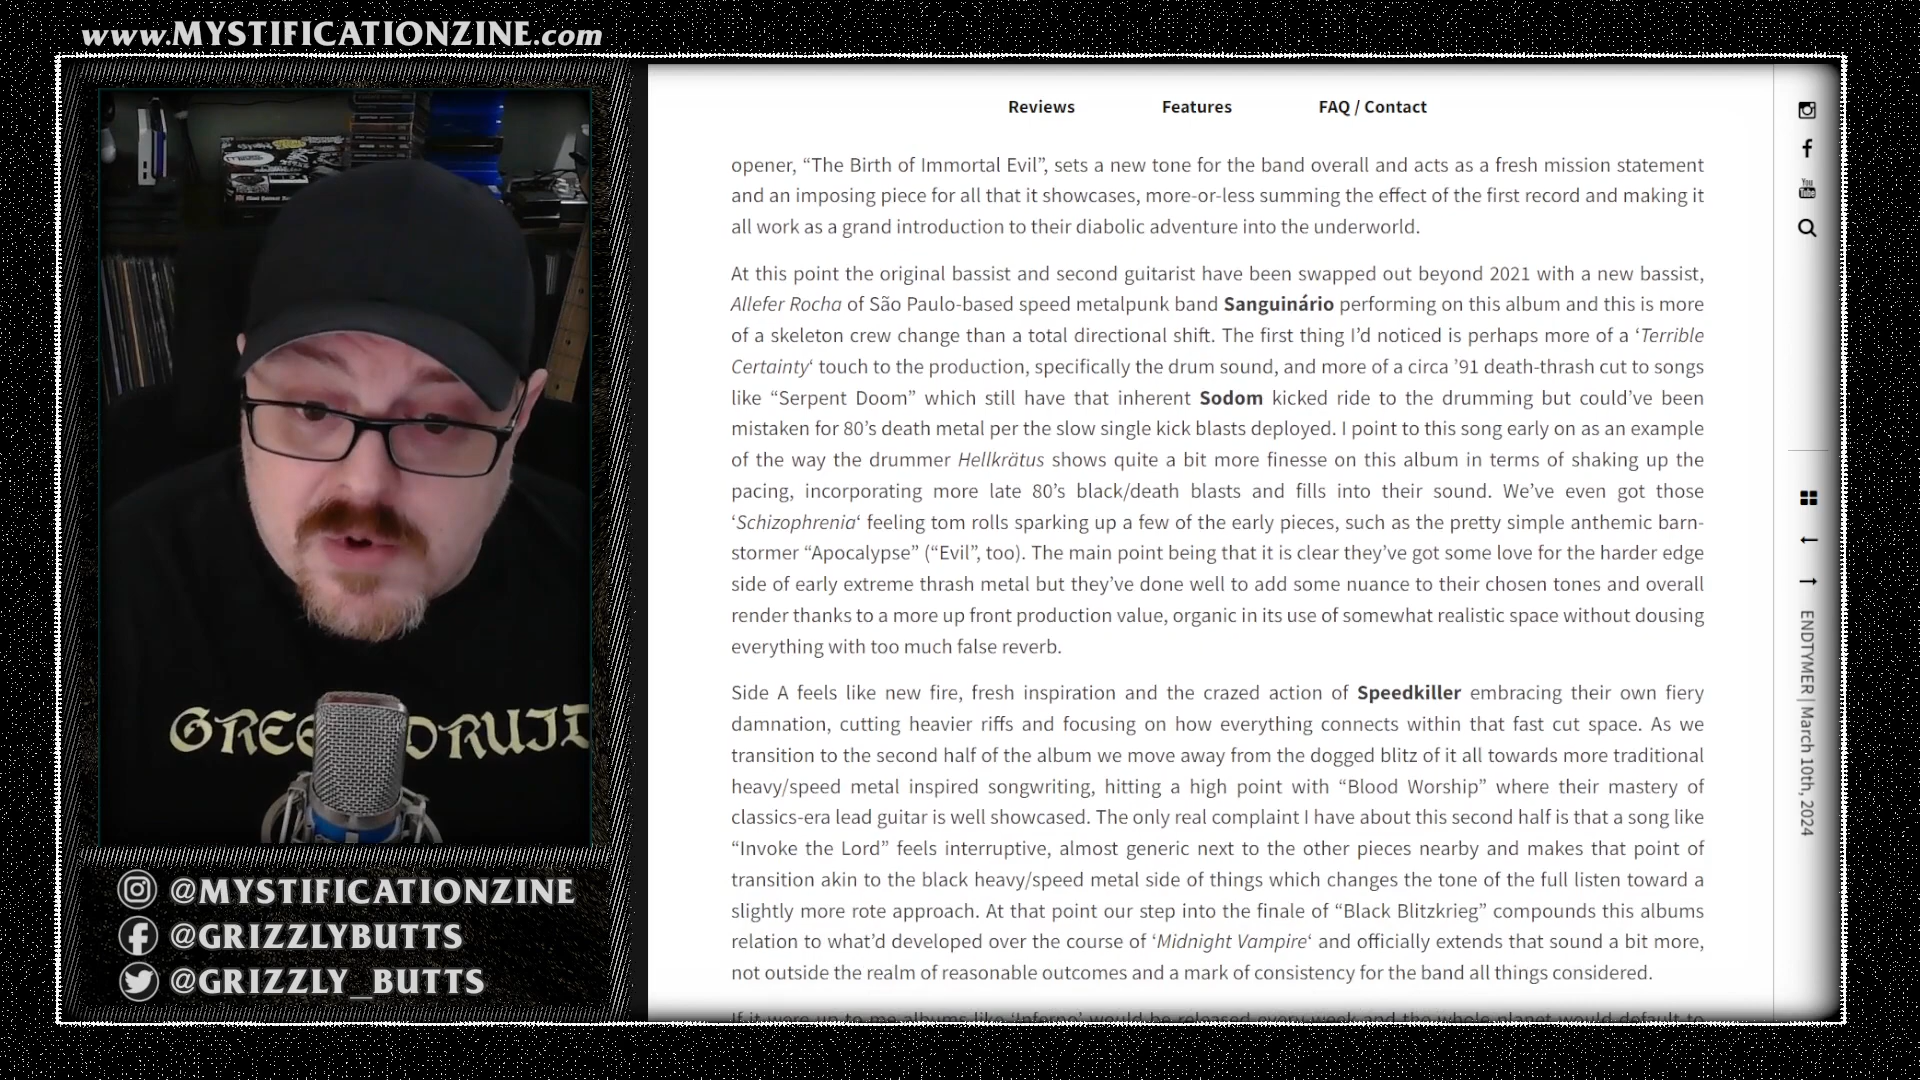 www.MYSTIFICATIONZINE.com
Reviews Features FAQ / Contact
opener, “The Birth of Immortal Evil”, sets a new tone for the band overall and acts as a fresh mission statement
and an imposing piece for all that it showcases, more-or-less summing the effect of the first record and making it
all work as a grand introduction to their diabolic adventure into the underworld.
At this point the original bassist and second guitarist have been swapped out beyond 2021 with a new bassist,
Allefer Rocha of São Paulo-based speed metalpunk band Sanguinário performing on this album and this is more
of a skeleton crew change than a total directional shift. The first thing I’d noticed is perhaps more of a ‘Terrible
Certainty‘ touch to the production, specifically the drum sound, and more of a circa ’91 death-thrash cut to songs
like “Serpent Doom” which still have that inherent Sodom kicked ride to the drumming but could’ve been
mistaken for 80’s death metal per the slow single kick blasts deployed. I point to this song early on as an example
of the way the drummer Hellkrätus shows quite a bit more finesse on this album in terms of shaking up the
pacing, incorporating more late 80’s black/death blasts and fills into their sound. We’ve even got those
‘Schizophrenia‘ feeling tom rolls sparking up a few of the early pieces, such as the pretty simple anthemic barn-
stormer “Apocalypse” (“Evil”, too). The main point being that it is clear they’ve got some love for the harder edge
side of early extreme thrash metal but they’ve done well to add some nuance to their chosen tones and overall
render thanks to a more up front production value, organic in its use of somewhat realistic space without dousing
everything with too much false reverb.
Side A feels like new fire, fresh inspiration and the crazed action of Speedkiller embracing their own fiery
damnation, cutting heavier riffs and focusing on how everything connects within that fast cut space. As we
transition to the second half of the album we move away from the dogged blitz of it all towards more traditional
heavy/speed metal inspired songwriting, hitting a high point with “Blood Worship” where their mastery of
classics-era lead guitar is well showcased. The only real complaint I have about this second half is that a song like
“Invoke the Lord” feels interruptive, almost generic next to the other pieces nearby and makes that point of
transition akin to the black heavy/speed metal side of things which changes the tone of the full listen toward a
slightly more rote approach. At that point our step into the finale of “Black Blitzkrieg” compounds this albums
relation to what’d developed over the course of ‘Midnight Vampire‘ and officially extends that sound a bit more,
not outside the realm of reasonable outcomes and a mark of consistency for the band all things considered.
If it were up to me albums like ‘Inferno’ would be released every week and the whole planet would default to
You
Tube
ENDTYMER | March 10th, 2024
@MYSTIFICATIONZINE
@GRIZZLYBUTTS
@GRIZZLY_BUTTS